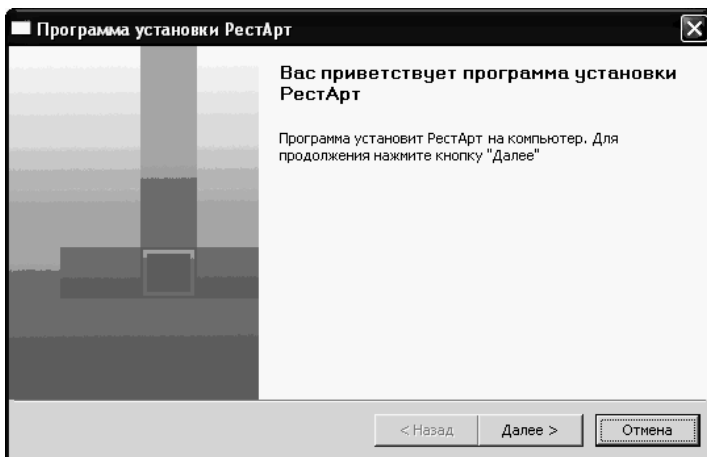 Программа установки РестАрт
Вас приветствует программа установки
РестАрт
Программа установит РестАрт на компьютер. Для
продолжения нажмите кнопку "Далее"
< Назад
Далее >
Отмена